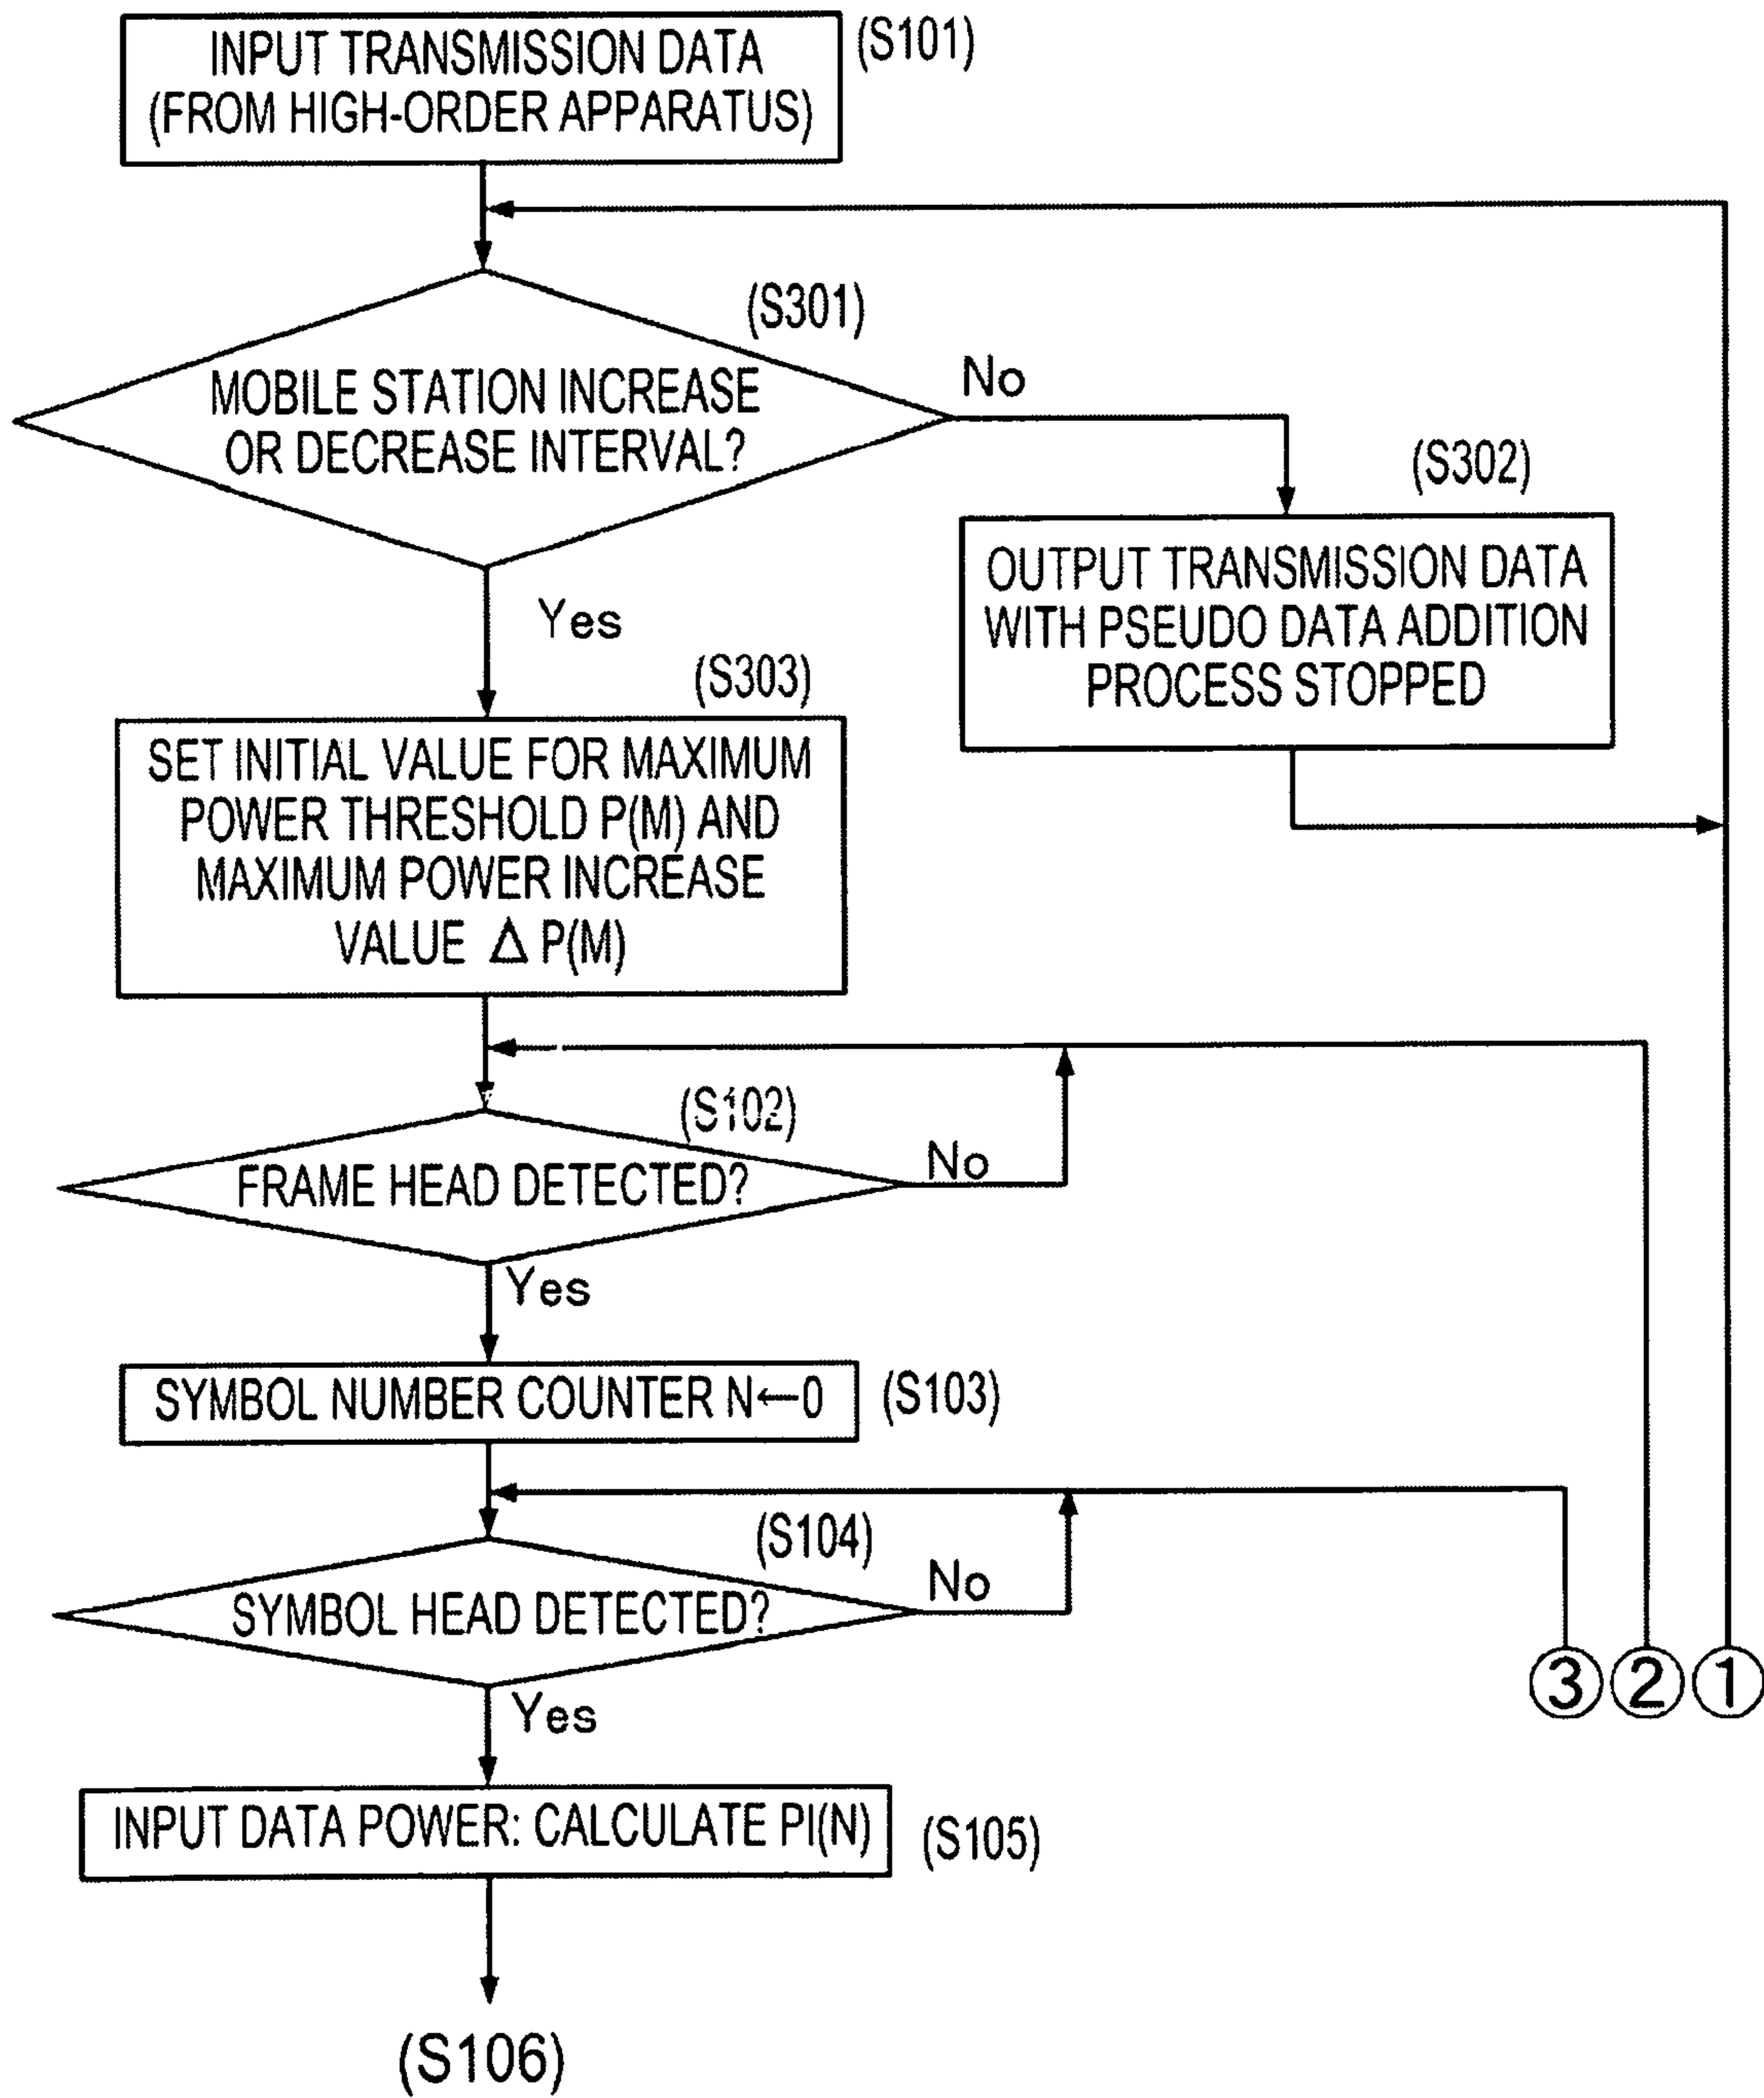 INPUT TRANSMISSION DATA
(FROM HIGH-ORDER APPARATUS)
(S101)
(S301)
MOBILE STATION INCREASE
OR DECREASE INTERVAL?
No
(S302)
OUTPUT TRANSMISSION DATA
WITH PSEUDO DATA ADDITION
PROCESS STOPPED
Yes
(S303)
SET INITIAL VALUE FOR MAXIMUM
POWER THRESHOLD P(M) AND
MAXIMUM POWER INCREASE
VALUE Δ P(M)
(S102)
FRAME HEAD DETECTED?
No
Yes
SYMBOL NUMBER COUNTER N←0
(S103)
(S104)
SYMBOL HEAD DETECTED?
No
Yes
③ ② ①
INPUT DATA POWER: CALCULATE PI(N)
(S105)
(S106)